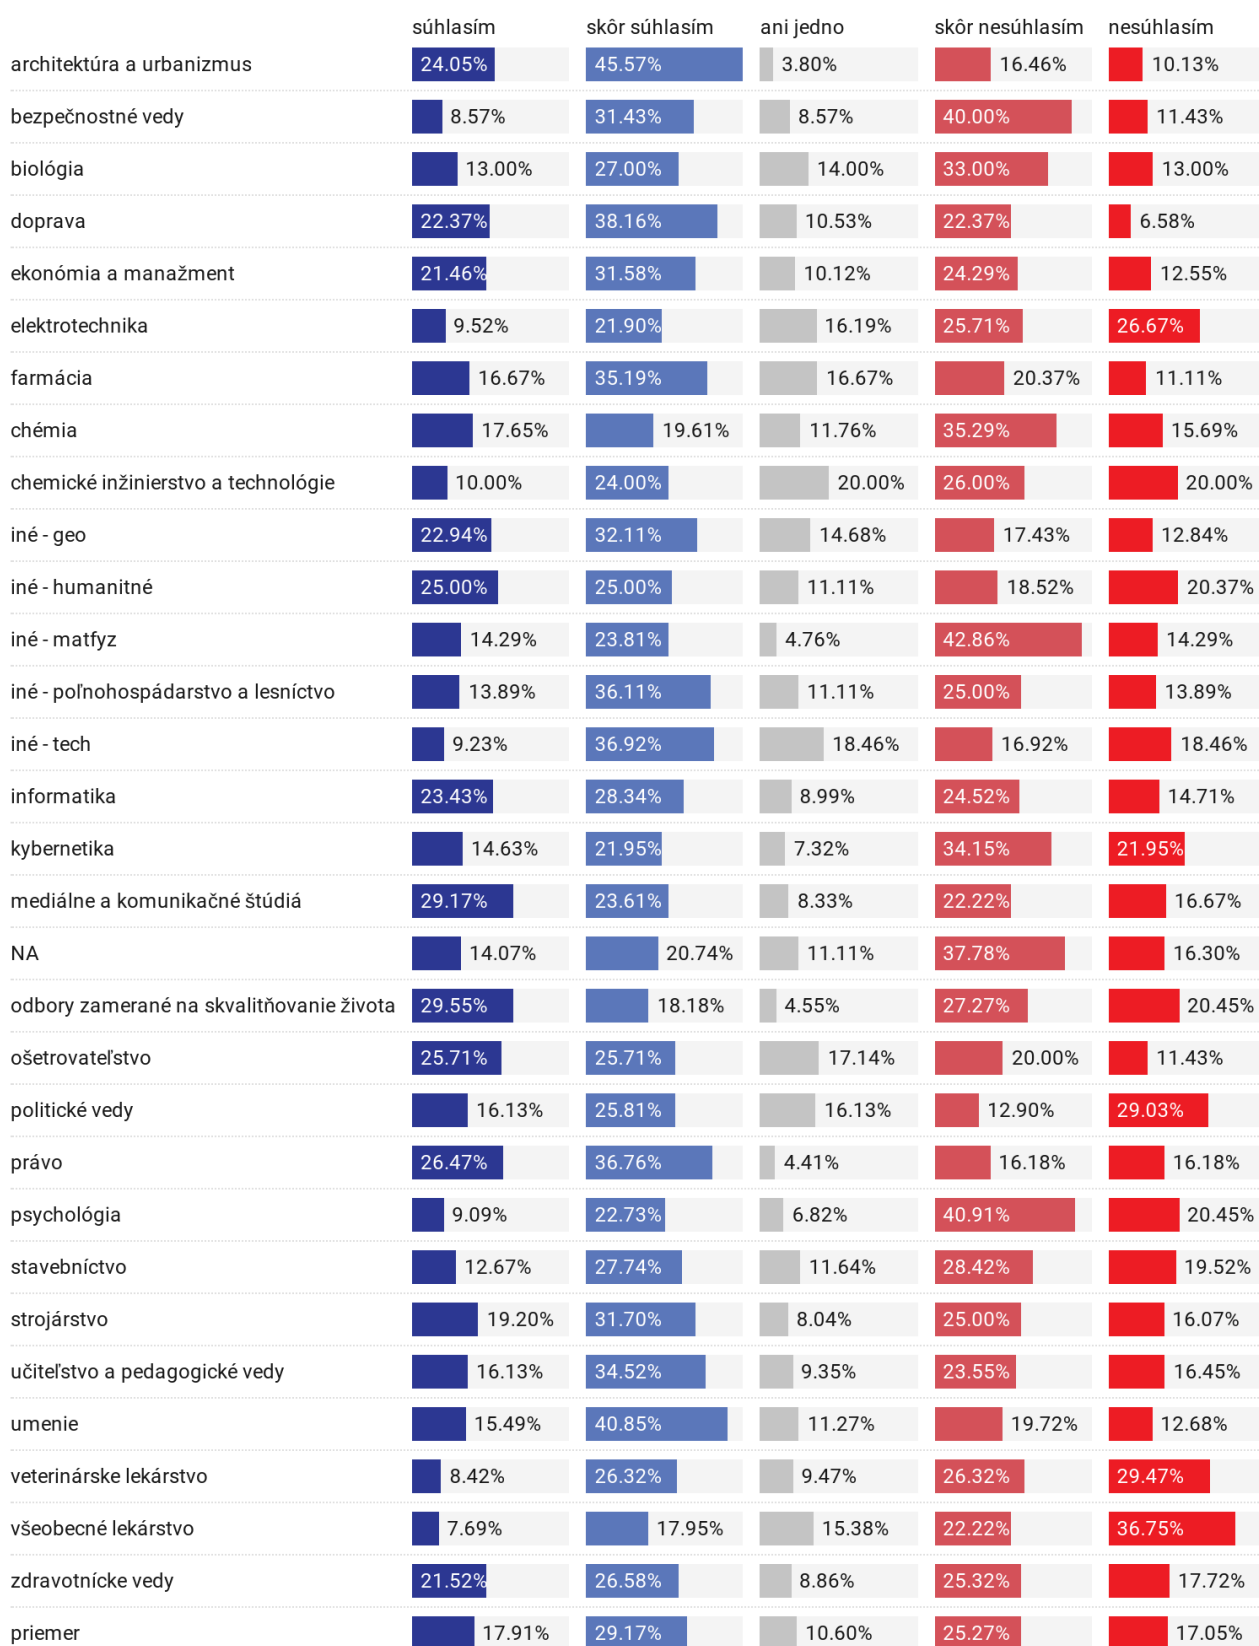 súhlasím skôr súhlasím ani jedno skôr nesúhlasím nesúhlasím
architektúra a urbanizmus 24.05% 45.57% 3.80% 16.46% 10.13%
bezpečnostné vedy 8.57% 31.43% 8.57% 40.00% 11.43%
biológia 13.00% 27.00% 14.00% 33.00% 13.00%
doprava 22.37% 38.16% 10.53% 22.37% 6.58%
ekonómia a manažment 21.46% 31.58% 10.12% 24.29% 12.55%
elektrotechnika 9.52% 21.90% 16.19% 25.71% 26.67%
farmácia 16.67% 35.19% 16.67% 20.37% 11.11%
chémia 17.65% 19.61% 11.76% 35.29% 15.69%
chemické inžinierstvo a technológie 10.00% 24.00% 20.00% 26.00% 20.00%
iné - geo 22.94% 32.11% 14.68% 17.43% 12.84%
iné - humanitné 25.00% 25.00% 11.11% 18.52% 20.37%
iné - matfyz 14.29% 23.81% 4.76% 42.86% 14.29%
iné - poľnohospádarstvo a lesníctvo 13.89% 36.11% 11.11% 25.00% 13.89%
iné - tech 9.23% 36.92% 18.46% 16.92% 18.46%
informatika 23.43% 28.34% 8.99% 24.52% 14.71%
kybernetika 14.63% 21.95% 7.32% 34.15% 21.95%
mediálne a komunikačné štúdiá 29.17% 23.61% 8.33% 22.22% 16.67%
NA 14.07% 20.74% 11.11% 37.78% 16.30%
odbory zamerané na skvalitňovanie života 29.55% 18.18% 4.55% 27.27% 20.45%
ošetrovateľstvo 25.71% 25.71% 17.14% 20.00% 11.43%
politické vedy 16.13% 25.81% 16.13% 12.90% 29.03%
právo 26.47% 36.76% 4.41% 16.18% 16.18%
psychológia 9.09% 22.73% 6.82% 40.91% 20.45%
stavebníctvo 12.67% 27.74% 11.64% 28.42% 19.52%
strojárstvo 19.20% 31.70% 8.04% 25.00% 16.07%
učiteľstvo a pedagogické vedy 16.13% 34.52% 9.35% 23.55% 16.45%
umenie 15.49% 40.85% 11.27% 19.72% 12.68%
veterinárske lekárstvo 8.42% 26.32% 9.47% 26.32% 29.47%
všeobecné lekárstvo 7.69% 17.95% 15.38% 22.22% 36.75%
zdravotnícke vedy 21.52% 26.58% 8.86% 25.32% 17.72%
priemer 17.91% 29.17% 10.60% 25.27% 17.05%